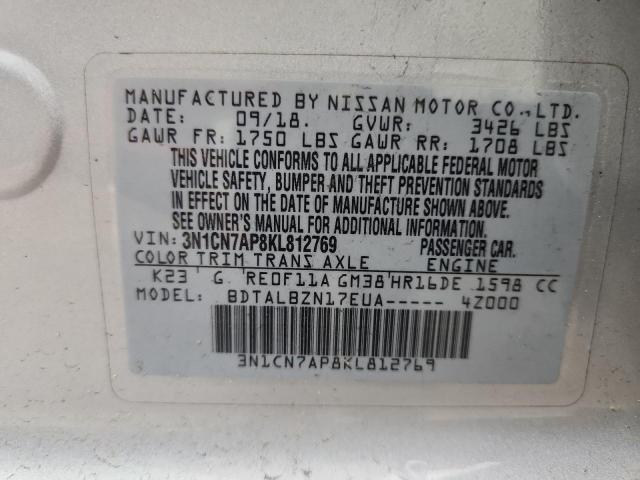 MANUFACTURED BY NISSAN MOTOR CO., LTD.
DATE: 09/18. GVWR: 3426 LBS
GAWR FR: 1750 LBS GAWR RR: 1708 LBS
THIS VEHICLE CONFORMS TO ALL APPLICABLE FEDERAL MOTOR
VEHICLE SAFETY, BUMPER AND THEFT PREVENTION STANDARDS
IN EFFECT ON THE DATE OF MANUFACTURE SHOWN ABOVE.
SEE OWNER'S MANUAL FOR ADDITIONAL INFORMATION.
VIN: 3N1CN7AP8KL812769 PASSENGER CAR.
COLOR TRIM TRANS AXLE ENGINE
K23 G RE0F11A GM38 HR16DE 1598 CC
MODEL: BDTALBZN17EUA----- 4Z000
3N1CN7AP8KL812769